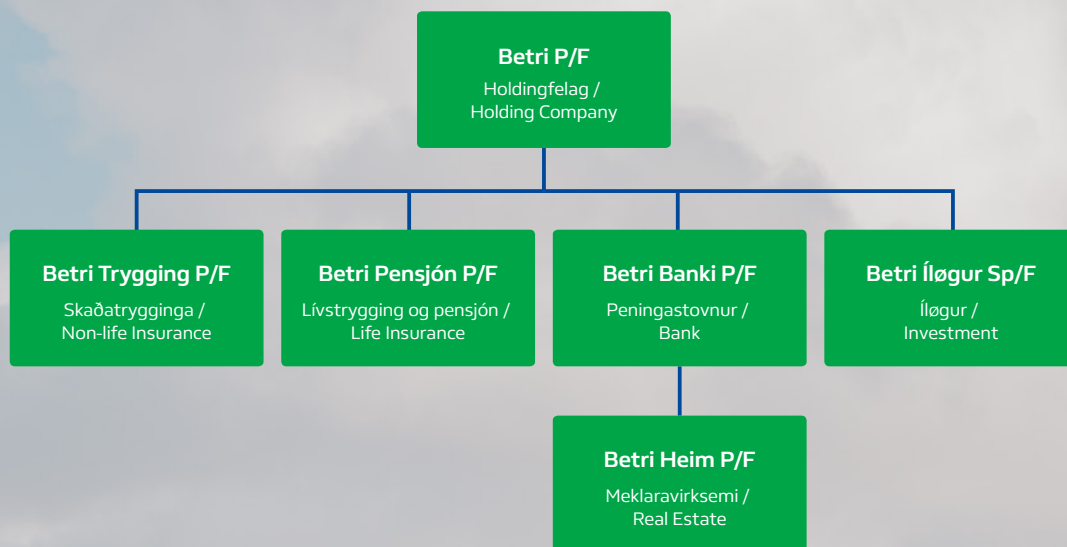 Betri P/F
Holdingfelag /
Holding Company
Betri Trygging P/F
Skaðatrygginga /
Non-life Insurance
Betri Pensjón P/F
Lívstrygging og pensjón /
Life Insurance
Betri Banki P/F
Peningastovnur /
Bank
Betri Íløgur Sp/F
Íløgur /
Investment
Betri Heim P/F
Meklaravirksemi /
Real Estate